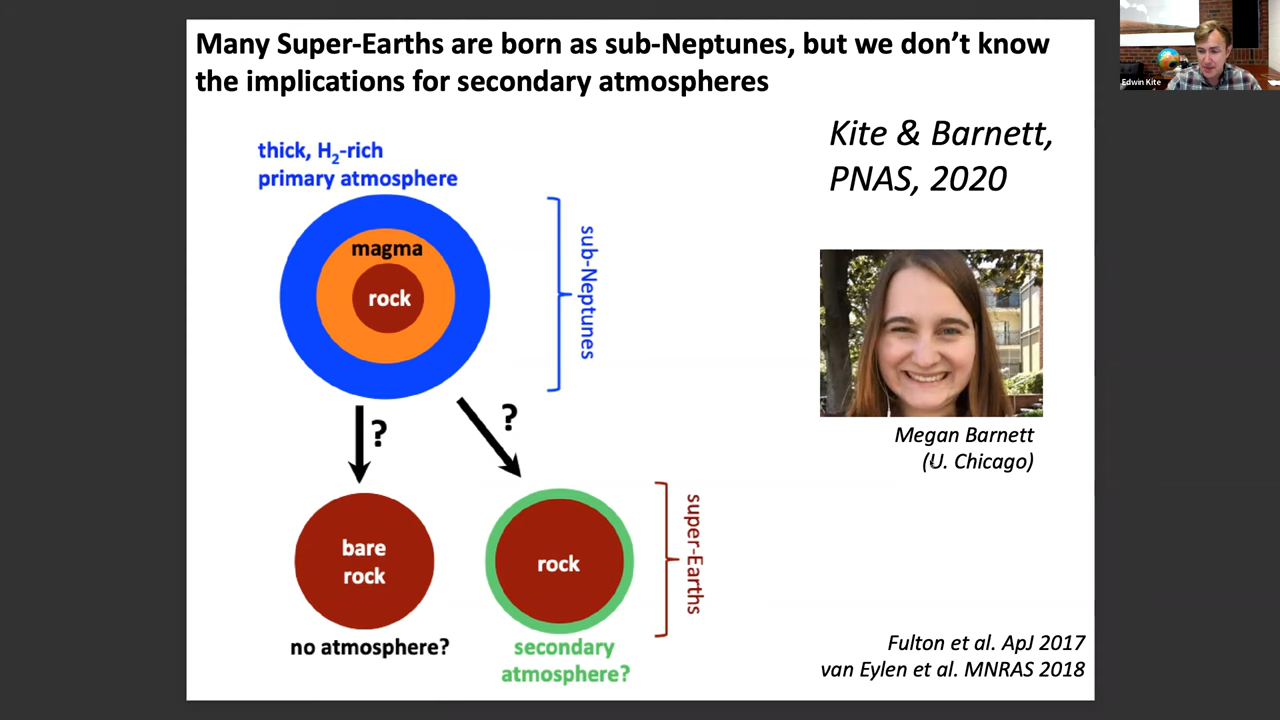 Many Super-Earths are born as sub-Neptunes, but we don't know
the implications for secondary atmospheres
Edwin Kite
Kite & Barnett,
PNAS, 2020
thick, H₂-rich
primary atmosphere
magma
rock
sub-Neptunes
?
?
Megan Barnett
(U. Chicago)
bare
rock
rock
super-Earths
no atmosphere?
secondary
atmosphere?
Fulton et al. ApJ 2017
van Eylen et al. MNRAS 2018